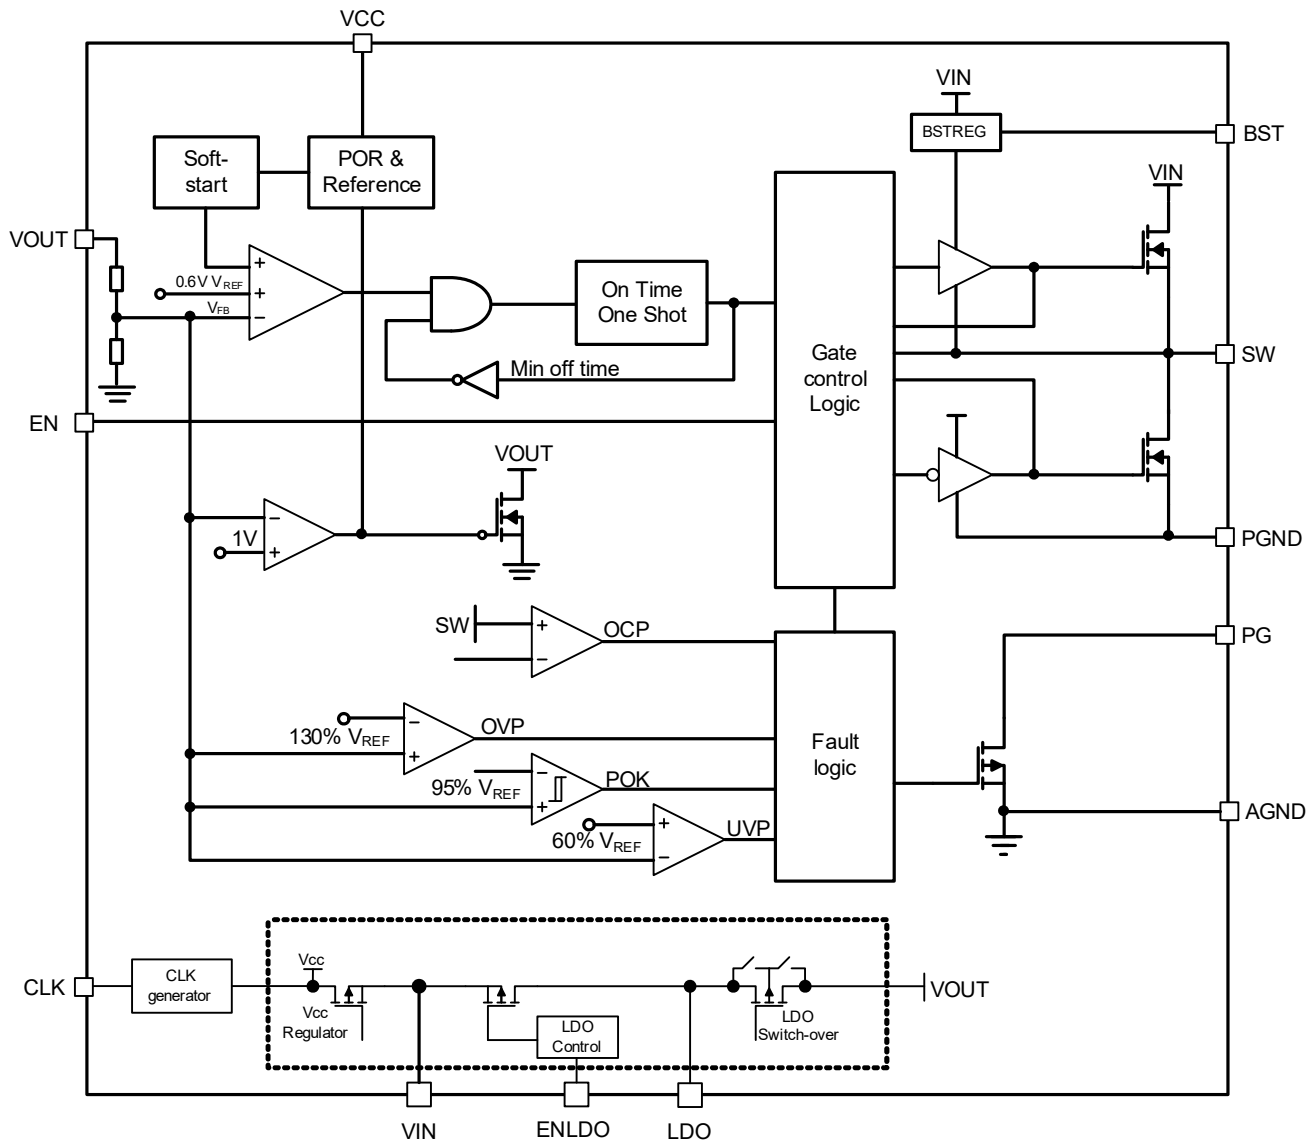 VCC
VIN
BSTREG
BST
Soft-
start
POR &
Reference
VIN
VOUT
0.6V VREF
VFB
+
+
−
On Time
One Shot
Min off time
Gate
control
Logic
SW
EN
VOUT
1V
−
+
PGND
SW
+
−
OCP
PG
130% VREF
−
+
OVP
Fault
logic
95% VREF
−
+
POK
60% VREF
+
−
UVP
AGND
CLK
CLK
generator
Vcc
Vcc
Regulator
LDO
Control
LDO
Switch-over
VOUT
VIN
ENLDO
LDO